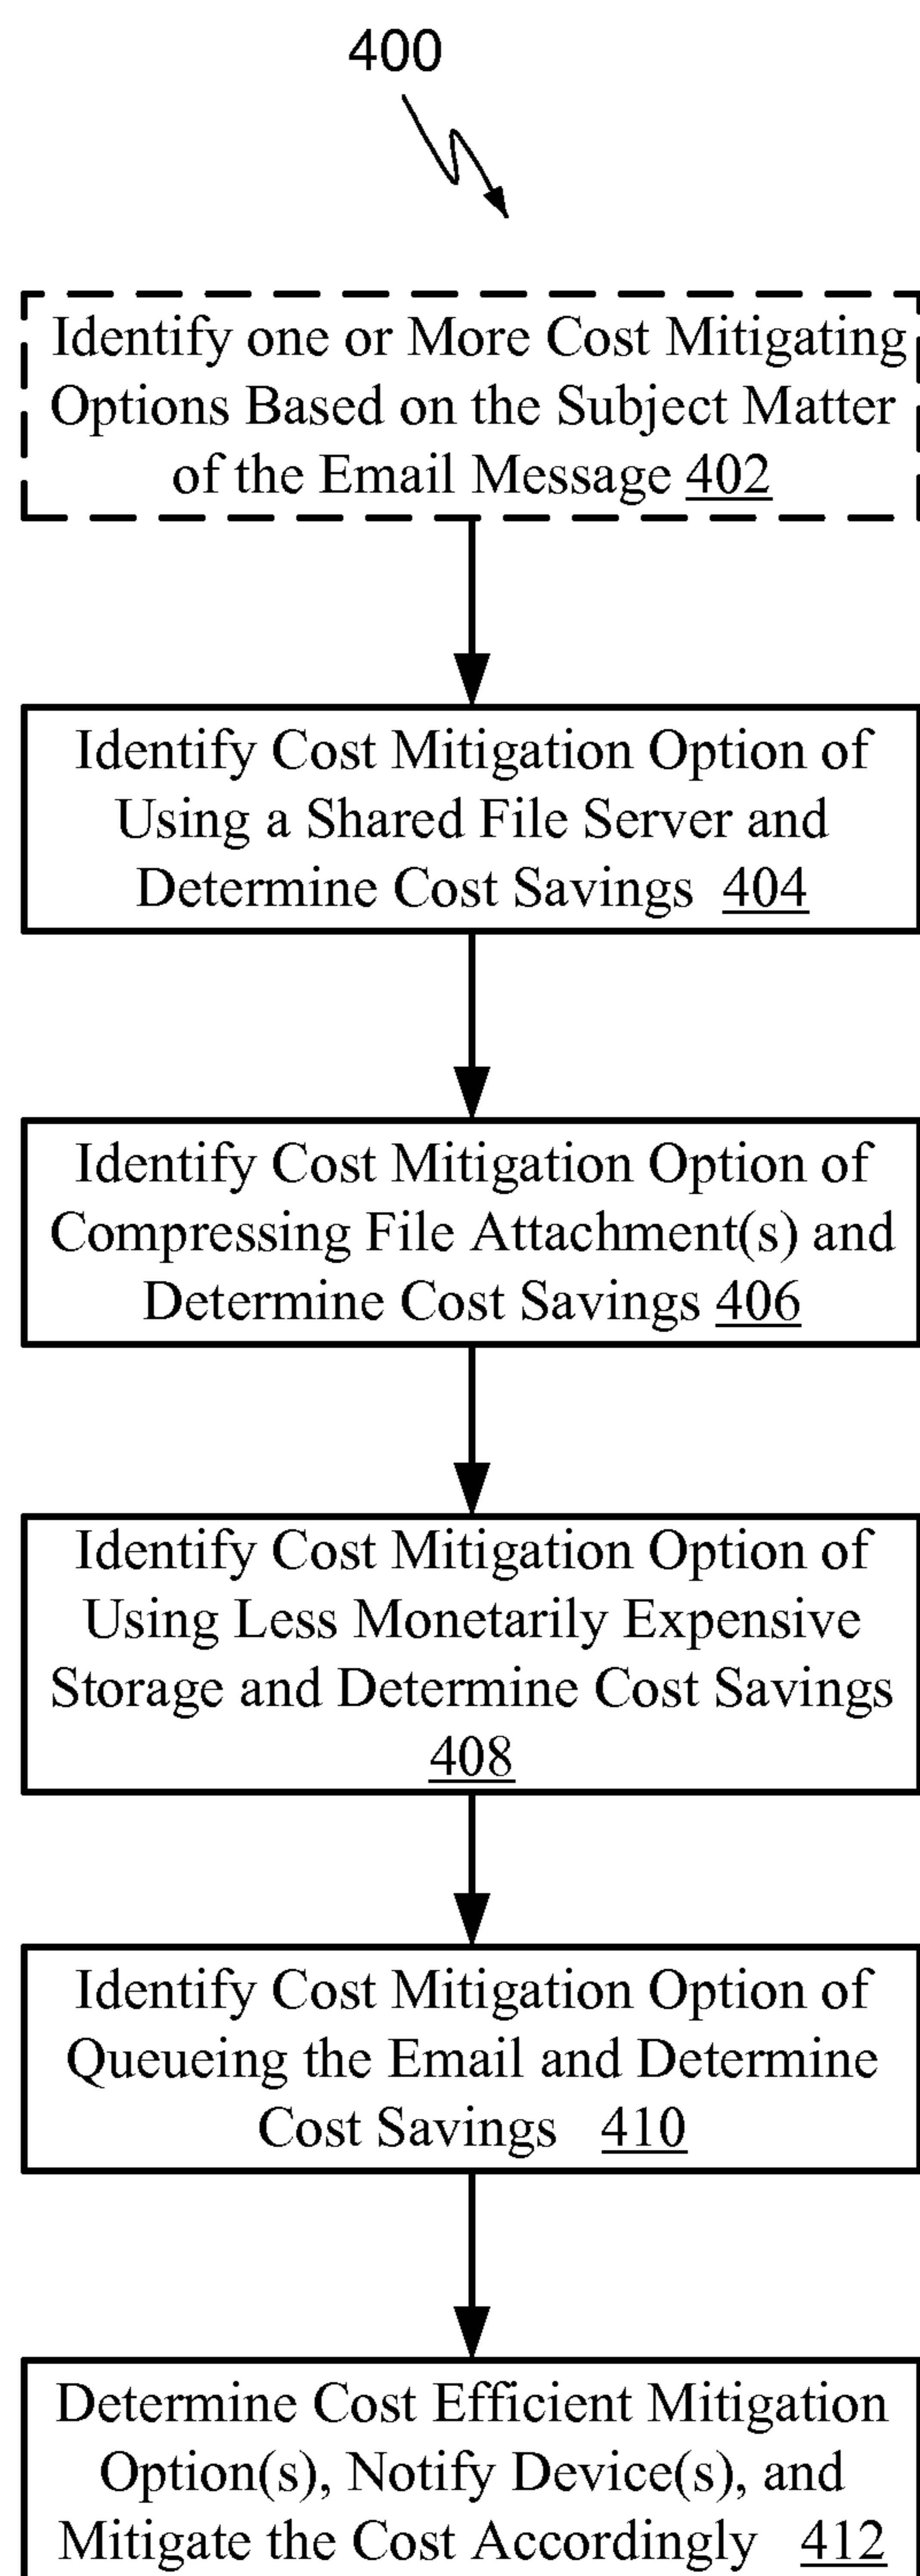 400
Identify one or More Cost Mitigating
Options Based on the Subject Matter
of the Email Message 402
Identify Cost Mitigation Option of
Using a Shared File Server and
Determine Cost Savings 404
Identify Cost Mitigation Option of
Compressing File Attachment(s) and
Determine Cost Savings 406
Identify Cost Mitigation Option of
Using Less Monetarily Expensive
Storage and Determine Cost Savings
408
Identify Cost Mitigation Option of
Queueing the Email and Determine
Cost Savings 410
Determine Cost Efficient Mitigation
Option(s), Notify Device(s), and
Mitigate the Cost Accordingly 412